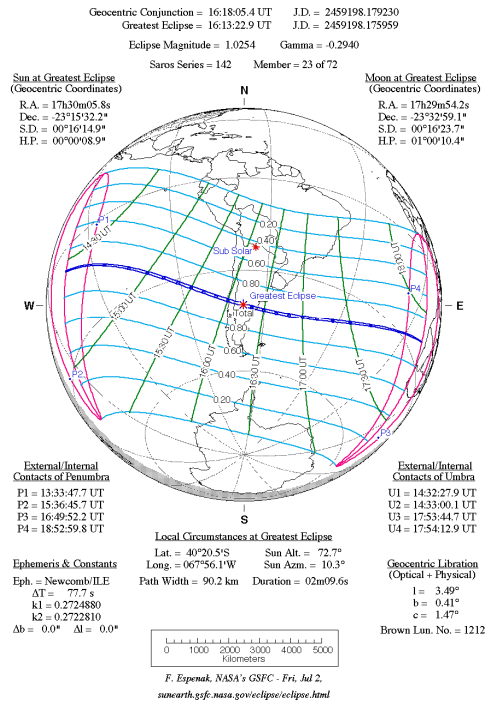 Geocentric Conjunction = 16:18:05.4 UT J.D. = 2459198.179230
Greatest Eclipse = 16:13:22.9 UT J.D. = 2459198.175959
Eclipse Magnitude = 1.0254 Gamma = -0.2940
Saros Series = 142 Member = 23 of 72
Sun at Greatest Eclipse
(Geocentric Coordinates)
R.A. = 17h30m05.8s
Dec. = -23°15'32.2"
S.D. = 00°16'14.9"
H.P. = 00°00'08.9"
Moon at Greatest Eclipse
(Geocentric Coordinates)
R.A. = 17h29m54.2s
Dec. = -23°32'59.1"
S.D. = 00°16'23.7"
H.P. = 01°00'10.4"
N
P1
14:30 UT
15:00 UT
15:30 UT
16:00 UT
16:30 UT
17:00 UT
17:30 UT
18:00 UT
0.20
0.40
Sub Solar
0.60
0.80
P4
W
Greatest Eclipse
E
Total
0.80
0.60
0.40
0.20
P2
P3
S
External/Internal
Contacts of Penumbra
P1 = 13:33:47.7 UT
P2 = 15:36:45.7 UT
P3 = 16:49:52.2 UT
P4 = 18:52:59.8 UT
External/Internal
Contacts of Umbra
U1 = 14:32:27.9 UT
U2 = 14:33:00.1 UT
U3 = 17:53:44.7 UT
U4 = 17:54:12.9 UT
Local Circumstances at Greatest Eclipse
Lat. = 40°20.5'S Sun Alt. = 72.7°
Long. = 067°56.1'W Sun Azm. = 10.3°
Path Width = 90.2 km Duration = 02m09.6s
Ephemeris & Constants
Eph. = Newcomb/ILE
ΔT = 77.7 s
k1 = 0.2724880
k2 = 0.2722810
Δb = 0.0" Δl = 0.0"
Geocentric Libration
(Optical + Physical)
l = 3.49°
b = 0.41°
c = 1.47°
Brown Lun. No. = 1212
0 1000 2000 3000 4000 5000
Kilometers
F. Espenak, NASA's GSFC - Fri, Jul 2,
sunearth.gsfc.nasa.gov/eclipse/eclipse.html